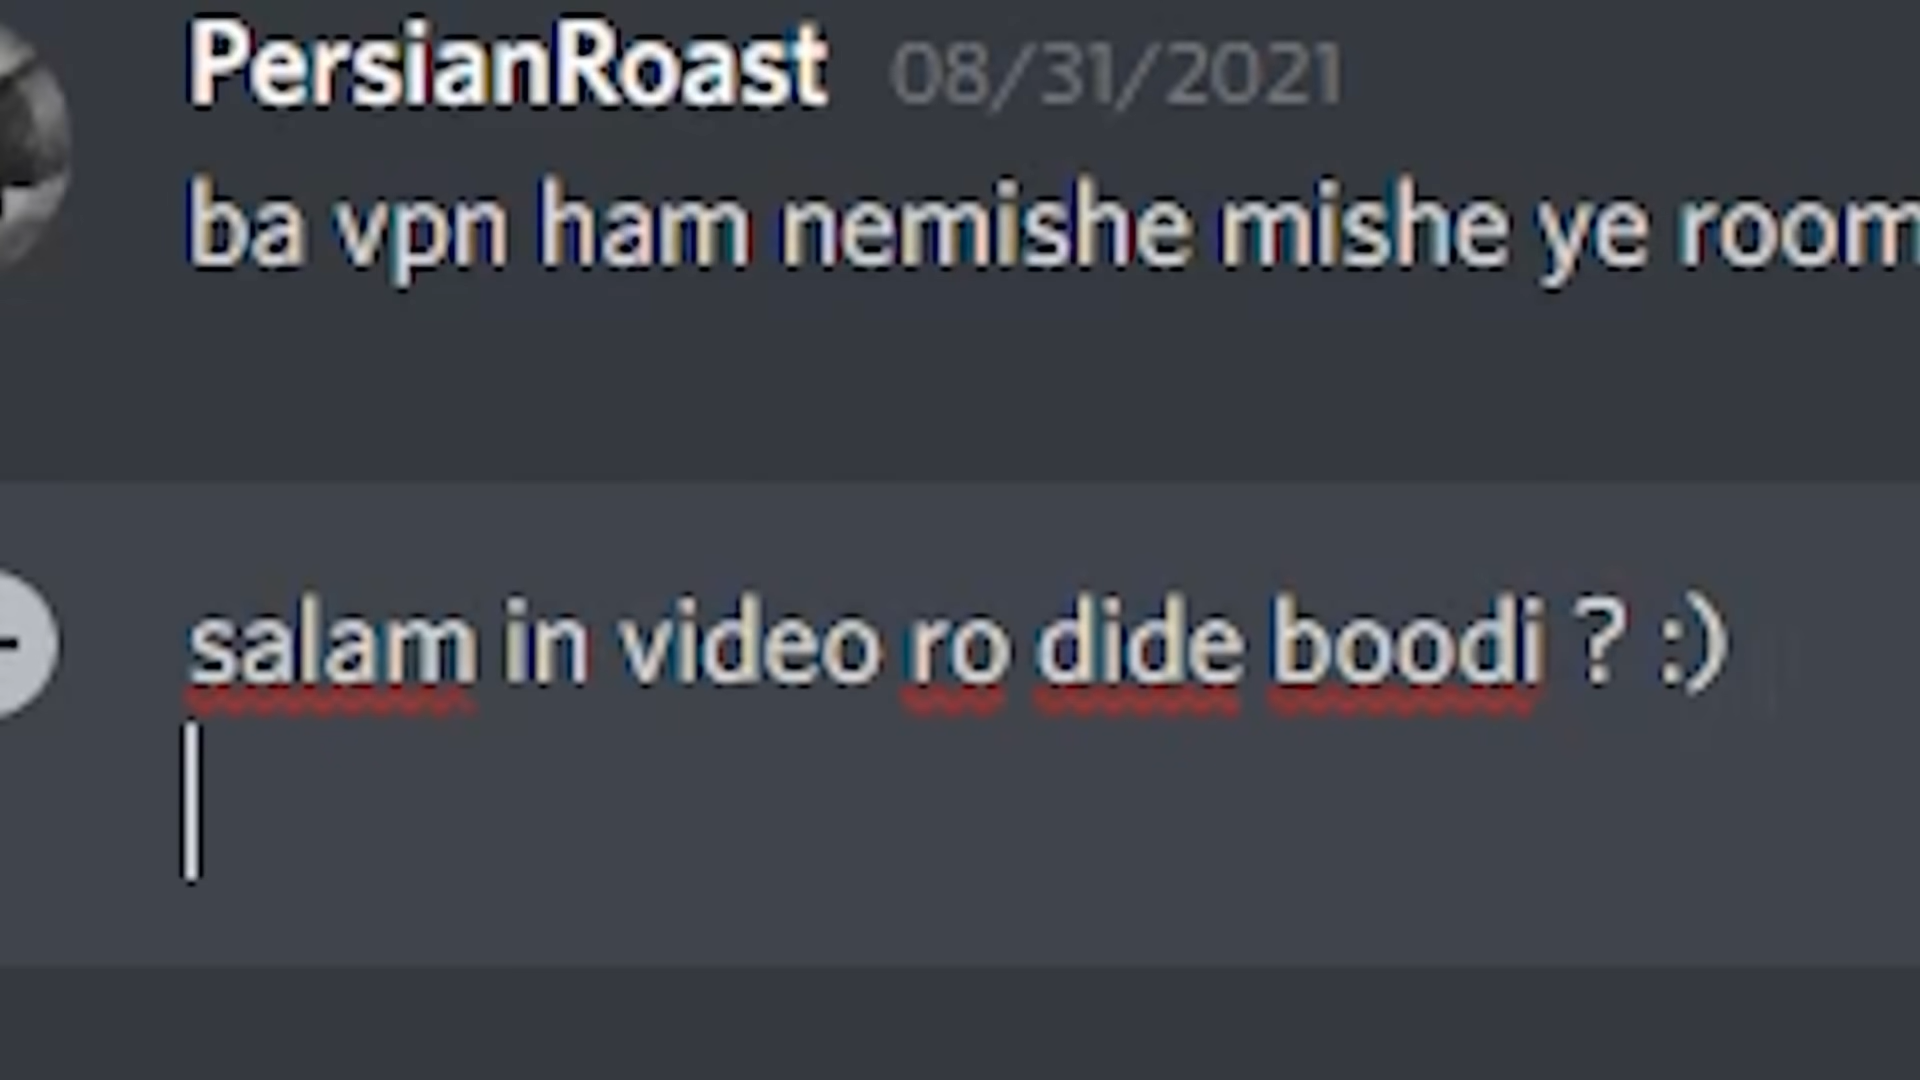 PersianRoast 08/31/2021
ba vpn ham nemishe mishe ye room
salam in video ro dide boodi ? :)